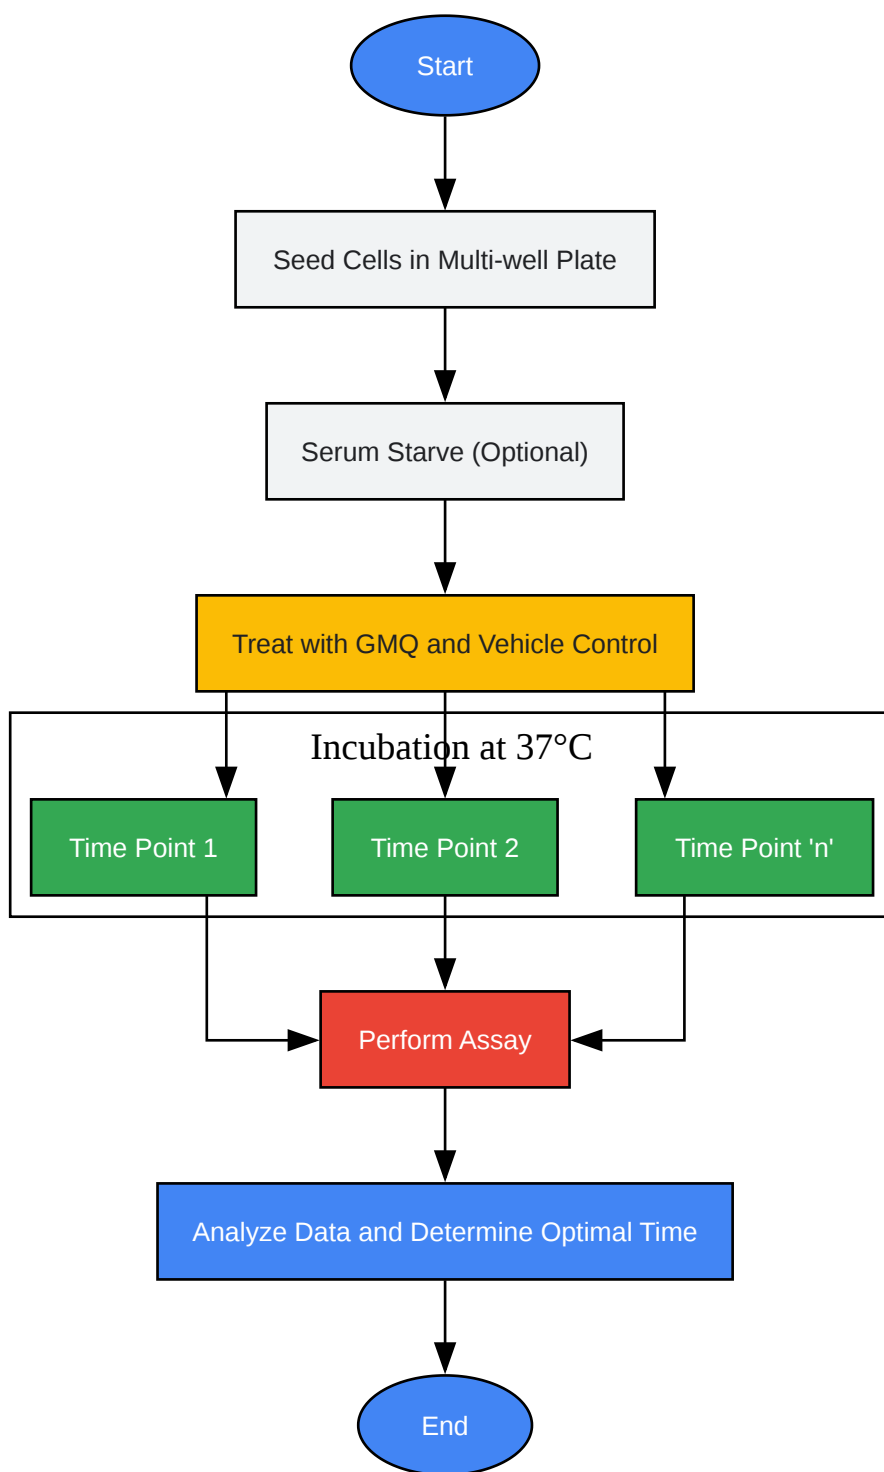 Start
Seed Cells in Multi-well Plate
Serum Starve (Optional)
Treat with GMQ and Vehicle Control
Incubation at 37°C
Time Point 1
Time Point 2
Time Point 'n'
Perform Assay
Analyze Data and Determine Optimal Time
End